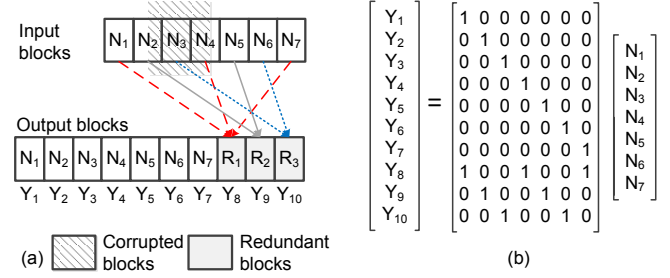 Input blocks
N1 N2 N3 N4 N5 N6 N7
Output blocks
N1 N2 N3 N4 N5 N6 N7 R1 R2 R3
Y1 Y2 Y3 Y4 Y5 Y6 Y7 Y8 Y9 Y10
(a) Corrupted blocks Redundant blocks
Y1 1 0 0 0 0 0 0
Y2 0 1 0 0 0 0 0
Y3 0 0 1 0 0 0 0
Y4 0 0 0 1 0 0 0
Y5 0 0 0 0 1 0 0
Y6 0 0 0 0 0 1 0
Y7 0 0 0 0 0 0 1
Y8 1 0 0 1 0 0 1
Y9 0 1 0 0 1 0 0
Y10 0 0 1 0 0 1 0
=
N1
N2
N3
N4
N5
N6
N7
(b)